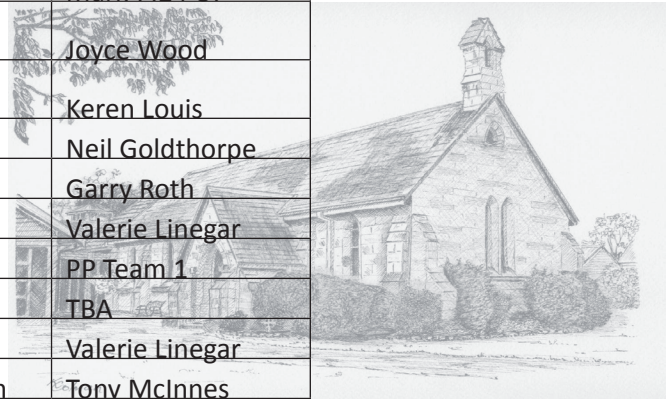 Joyce Wood
Keren Louis
Neil Goldthorpe
Garry Roth
Valerie Linegar
PP Team 1
TBA
Valerie Linegar
Tony McInnes